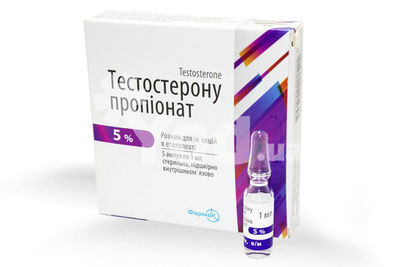 Testosterone
Тестостерону
пропіонат
5 %
Розчин для ін'єкцій
в етилолеаті
5 ампул по 1 мл
стерильно, підшкірно
внутрішньом'язово
Фармак
1 мл
5 %
в/м